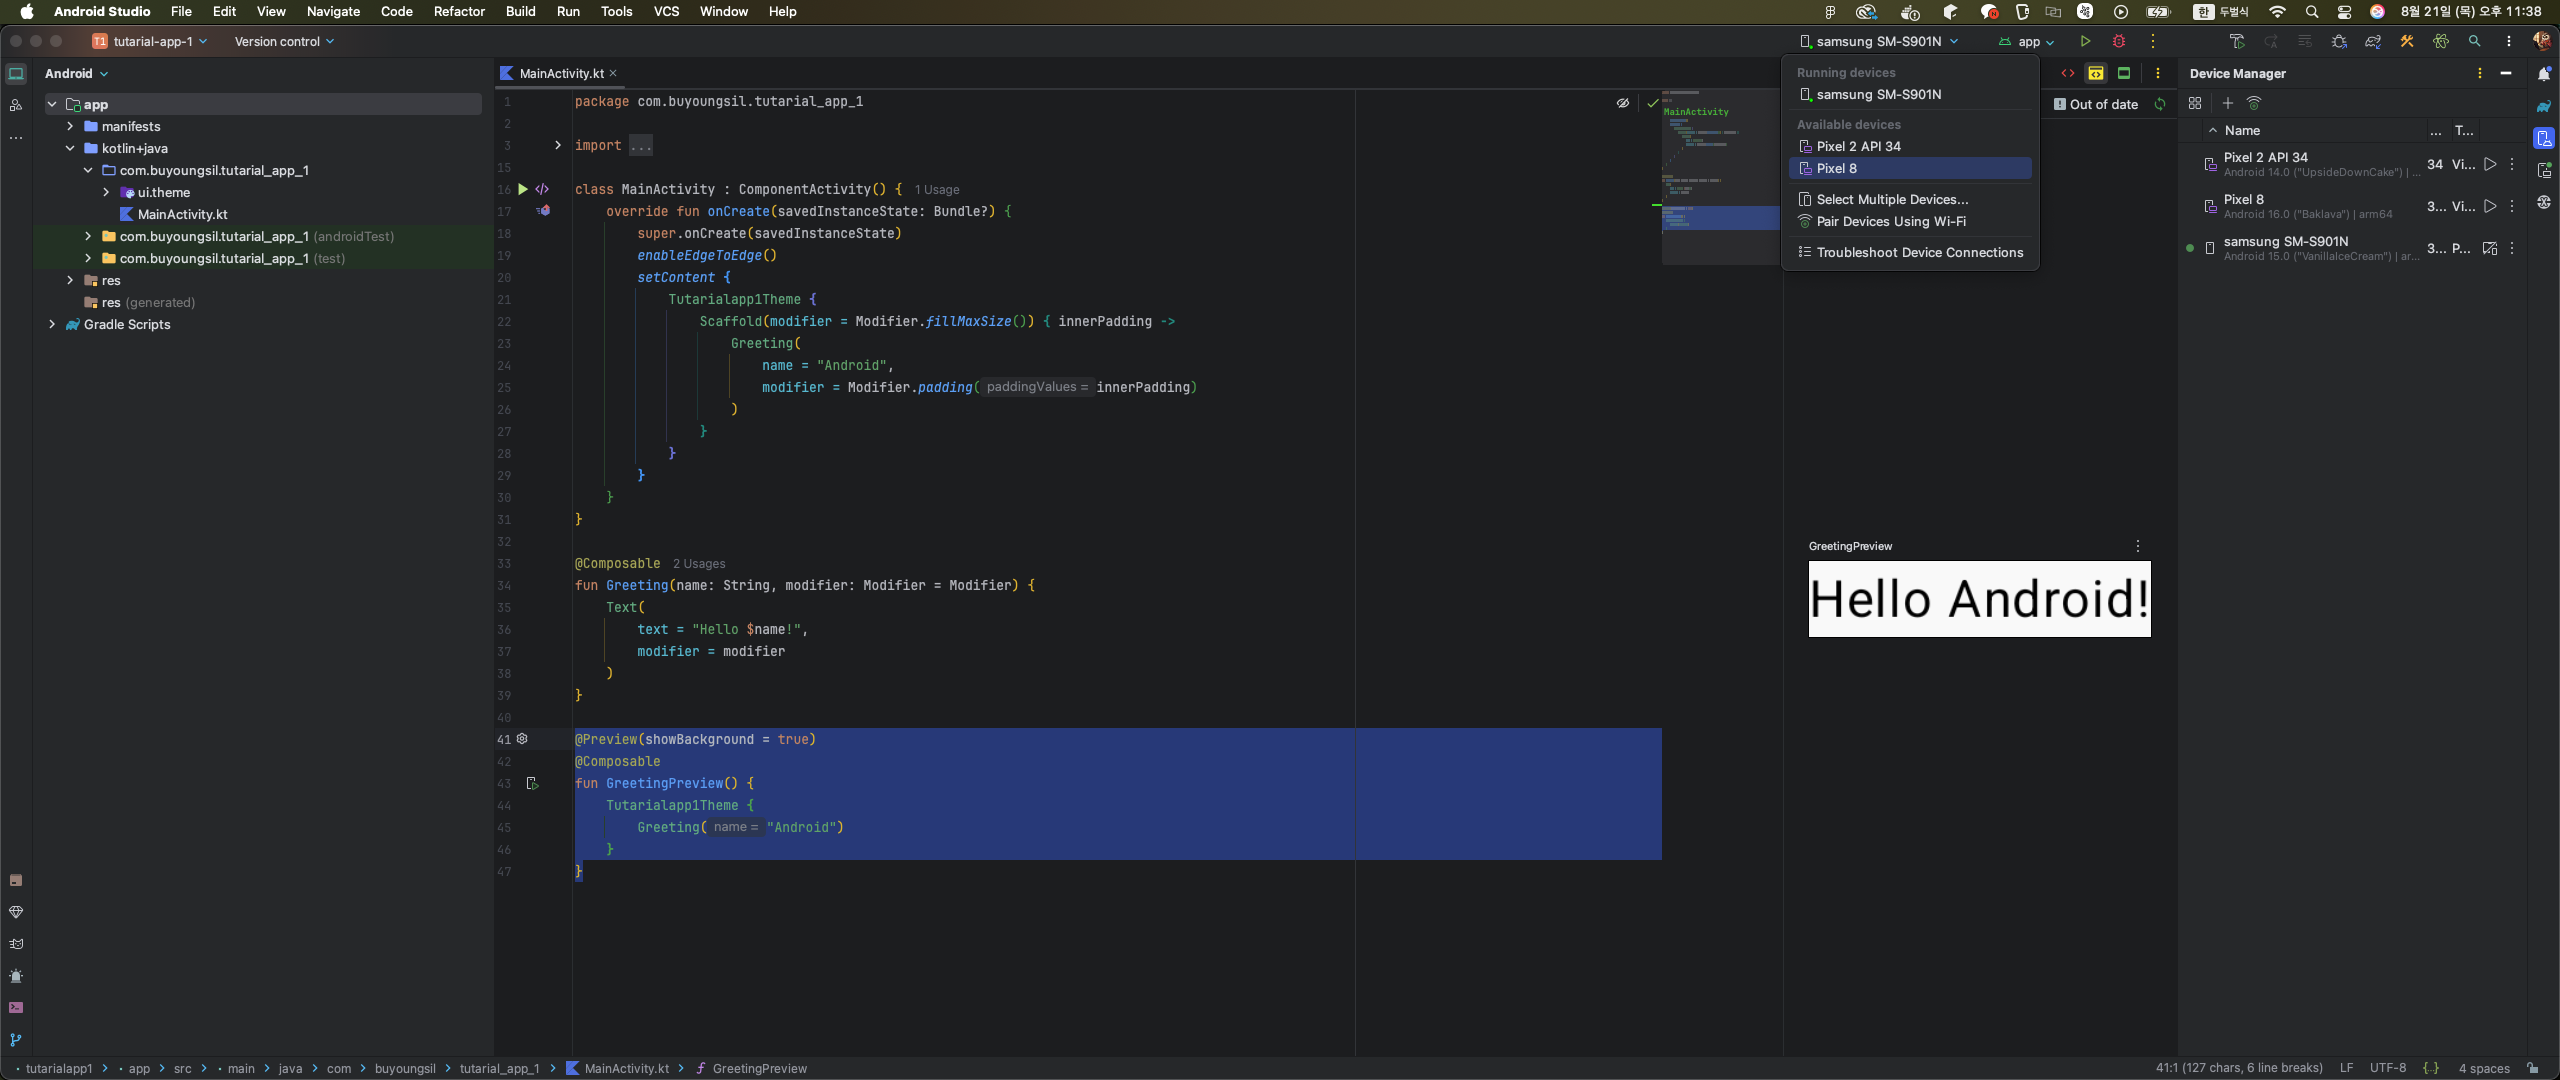 Android Studio File Edit View Navigate Code Refactor Build Run Tools VCS Window Help
한 두벌식 8월 21일 (목) 오후 11:38
T1 tutarial-app-1 Version control
samsung SM-S901N app
Android
app
manifests
kotlin+java
com.buyoungsil.tutarial_app_1
ui.theme
MainActivity.kt
com.buyoungsil.tutarial_app_1 (androidTest)
com.buyoungsil.tutarial_app_1 (test)
res
res (generated)
Gradle Scripts
MainActivity.kt
1 package com.buyoungsil.tutarial_app_1
2
3 import ...
15
16 class MainActivity : ComponentActivity() { 1 Usage
17 override fun onCreate(savedInstanceState: Bundle?) {
18 super.onCreate(savedInstanceState)
19 enableEdgeToEdge()
20 setContent {
21 Tutarialapp1Theme {
22 Scaffold(modifier = Modifier.fillMaxSize()) { innerPadding ->
23 Greeting(
24 name = "Android",
25 modifier = Modifier.padding( paddingValues = innerPadding)
26 )
27 }
28 }
29 }
30 }
31 }
32
33 @Composable 2 Usages
34 fun Greeting(name: String, modifier: Modifier = Modifier) {
35 Text(
36 text = "Hello $name!",
37 modifier = modifier
38 )
39 }
40
41 @Preview(showBackground = true)
42 @Composable
43 fun GreetingPreview() {
44 Tutarialapp1Theme {
45 Greeting( name = "Android")
46 }
47 }
MainActivity
Running devices
samsung SM-S901N
Available devices
Pixel 2 API 34
Pixel 8
Select Multiple Devices...
Pair Devices Using Wi-Fi
Troubleshoot Device Connections
Out of date
GreetingPreview
Hello Android!
Device Manager
Name ... T...
Pixel 2 API 34 34 Vi...
Android 14.0 ("UpsideDownCake") | ...
Pixel 8 3... Vi...
Android 16.0 ("Baklava") | arm64
samsung SM-S901N 3... P...
Android 15.0 ("VanillaIceCream") | ar...
tutarialapp1 app src main java com buyoungsil tutarial_app_1 MainActivity.kt GreetingPreview
41:1 (127 chars, 6 line breaks) LF UTF-8 {..} 4 spaces